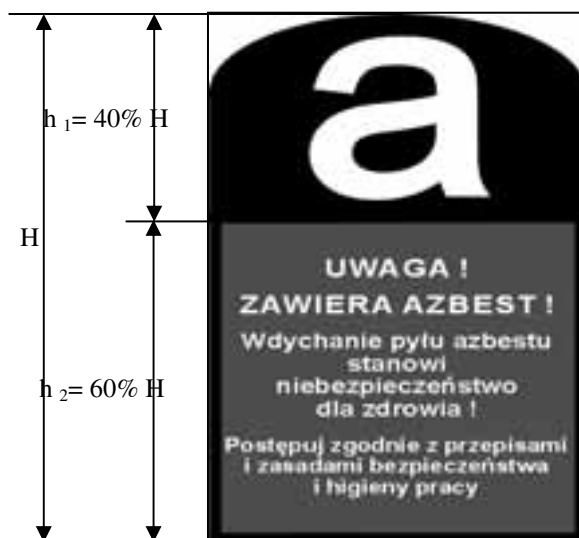 h 1= 40% H
H
h 2= 60% H
a
UWAGA !
ZAWIERA AZBEST !
Wdychanie pyłu azbestu
stanowi
niebezpieczeństwo
dla zdrowia !
Postępuj zgodnie z przepisami
i zasadami bezpieczeństwa
i higieny pracy